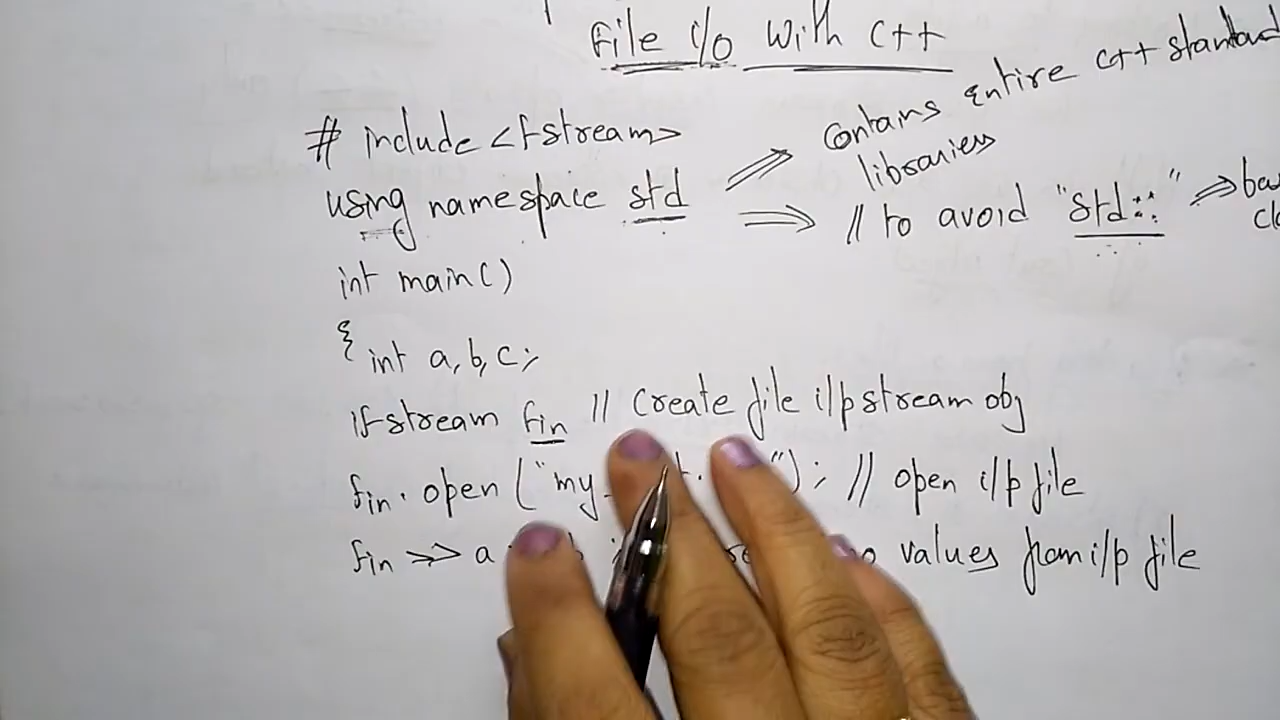 file i/o with C++
# include <fstream>
using namespace std
⇒ Contains entire C++ standard
libraries
⇒ // to avoid "std::" ⇒
int main()
{ int a,b,c;
ifstream fin // Create file i/p stream obj
fin.open ("my_ "); // open i/p file
fin >> a values from i/p file